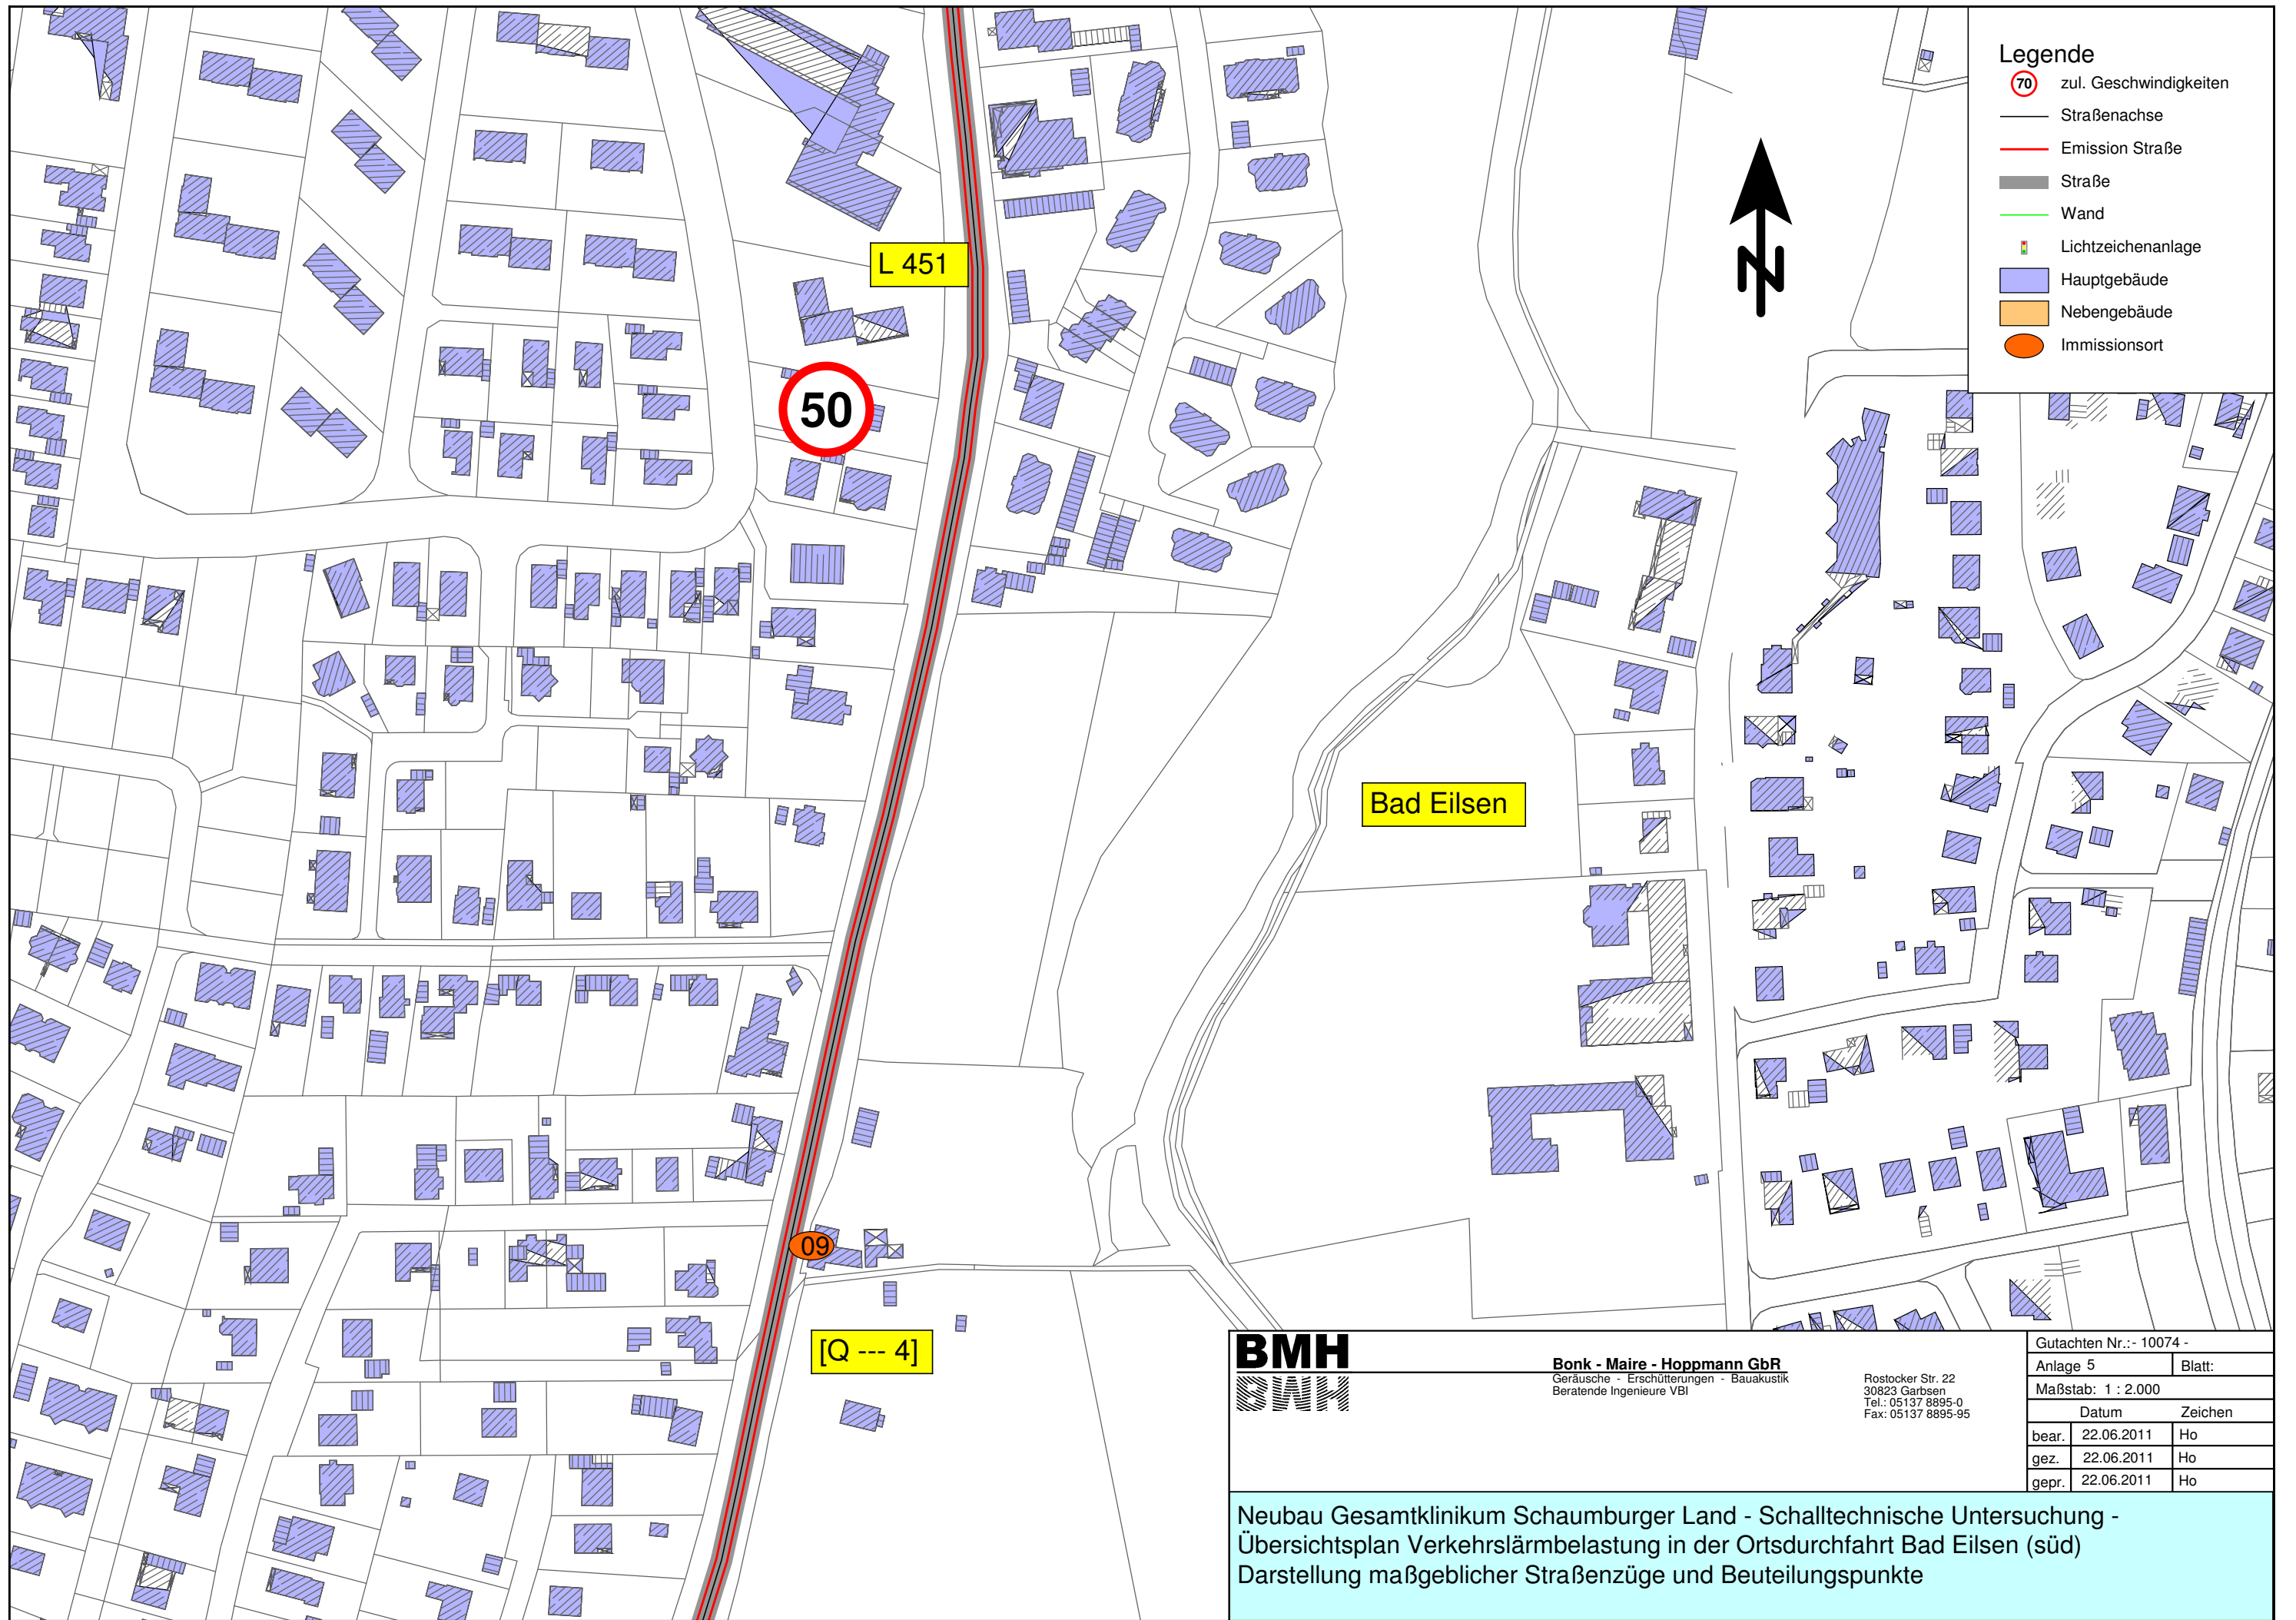 Legende
70 zul. Geschwindigkeiten
Straßenachse
Emission Straße
Straße
Wand
Lichtzeichenanlage
Hauptgebäude
Nebengebäude
Immissionsort
N
L 451
50
Bad Eilsen
09
[Q --- 4]
BMH
BMH
Bonk - Maire - Hoppmann GbR
Geräusche - Erschütterungen - Bauakustik
Beratende Ingenieure VBI
Rostocker Str. 22
30823 Garbsen
Tel.: 05137 8895-0
Fax: 05137 8895-95
Gutachten Nr.:- 10074 -
Anlage 5 Blatt:
Maßstab: 1 : 2.000
Datum Zeichen
bear. 22.06.2011 Ho
gez. 22.06.2011 Ho
gepr. 22.06.2011 Ho
Neubau Gesamtklinikum Schaumburger Land - Schalltechnische Untersuchung -
Übersichtsplan Verkehrslärmbelastung in der Ortsdurchfahrt Bad Eilsen (süd)
Darstellung maßgeblicher Straßenzüge und Beuteilungspunkte